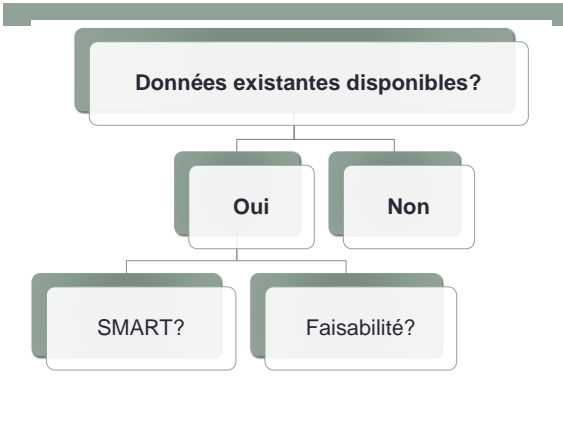 Données existantes disponibles?
Oui
Non
SMART?
Faisabilité?